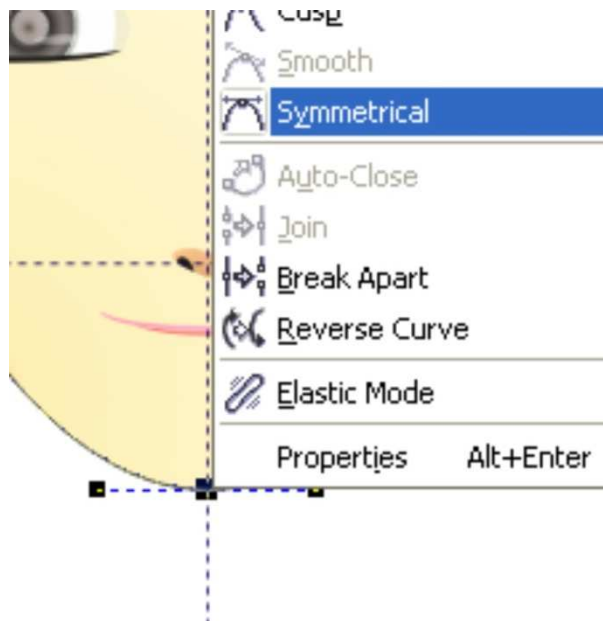 Cusp
Smooth
Symmetrical
Auto-Close
Join
Break Apart
Reverse Curve
Elastic Mode
Properties Alt+Enter